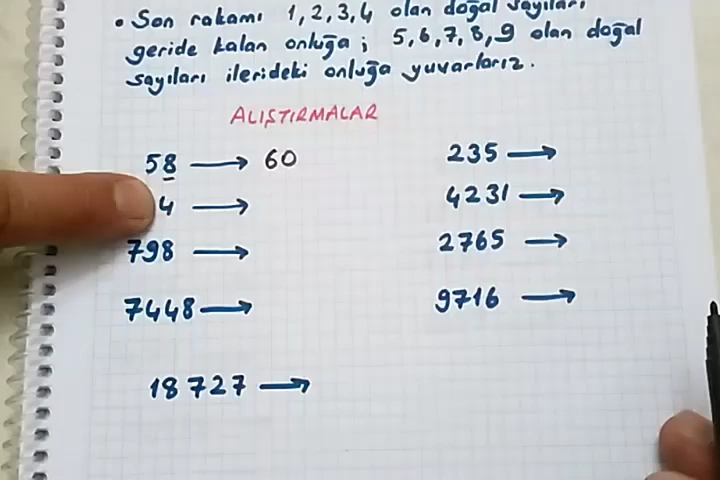 • Son rakamı 1,2,3,4 olan doğal sayıları
geride kalan onluğa; 5,6,7,8,9 olan doğal
sayıları ilerideki onluğa yuvarlarız.
ALIŞTIRMALAR
58 → 60
4 →
798 →
7448 →
18727 →
235 →
4231 →
2765 →
9716 →